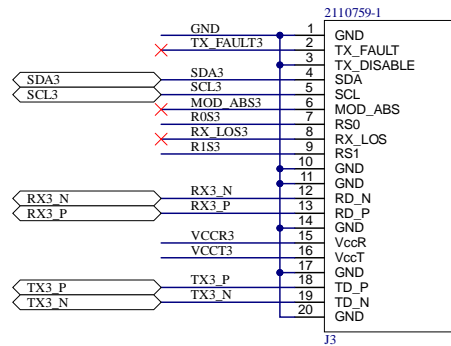 2110759-1
GND 1 GND
TX_FAULT3 2 TX_FAULT
3 TX_DISABLE
SDA3 SDA3 4 SDA
SCL3 SCL3 5 SCL
MOD_ABS3 6 MOD_ABS
R0S3 7 RS0
RX_LOS3 8 RX_LOS
R1S3 9 RS1
10 GND
11 GND
RX3_N RX3_N 12 RD_N
RX3_P RX3_P 13 RD_P
14 GND
VCCR3 15 VccR
VCCT3 16 VccT
17 GND
TX3_P TX3_P 18 TD_P
TX3_N TX3_N 19 TD_N
20 GND
J3